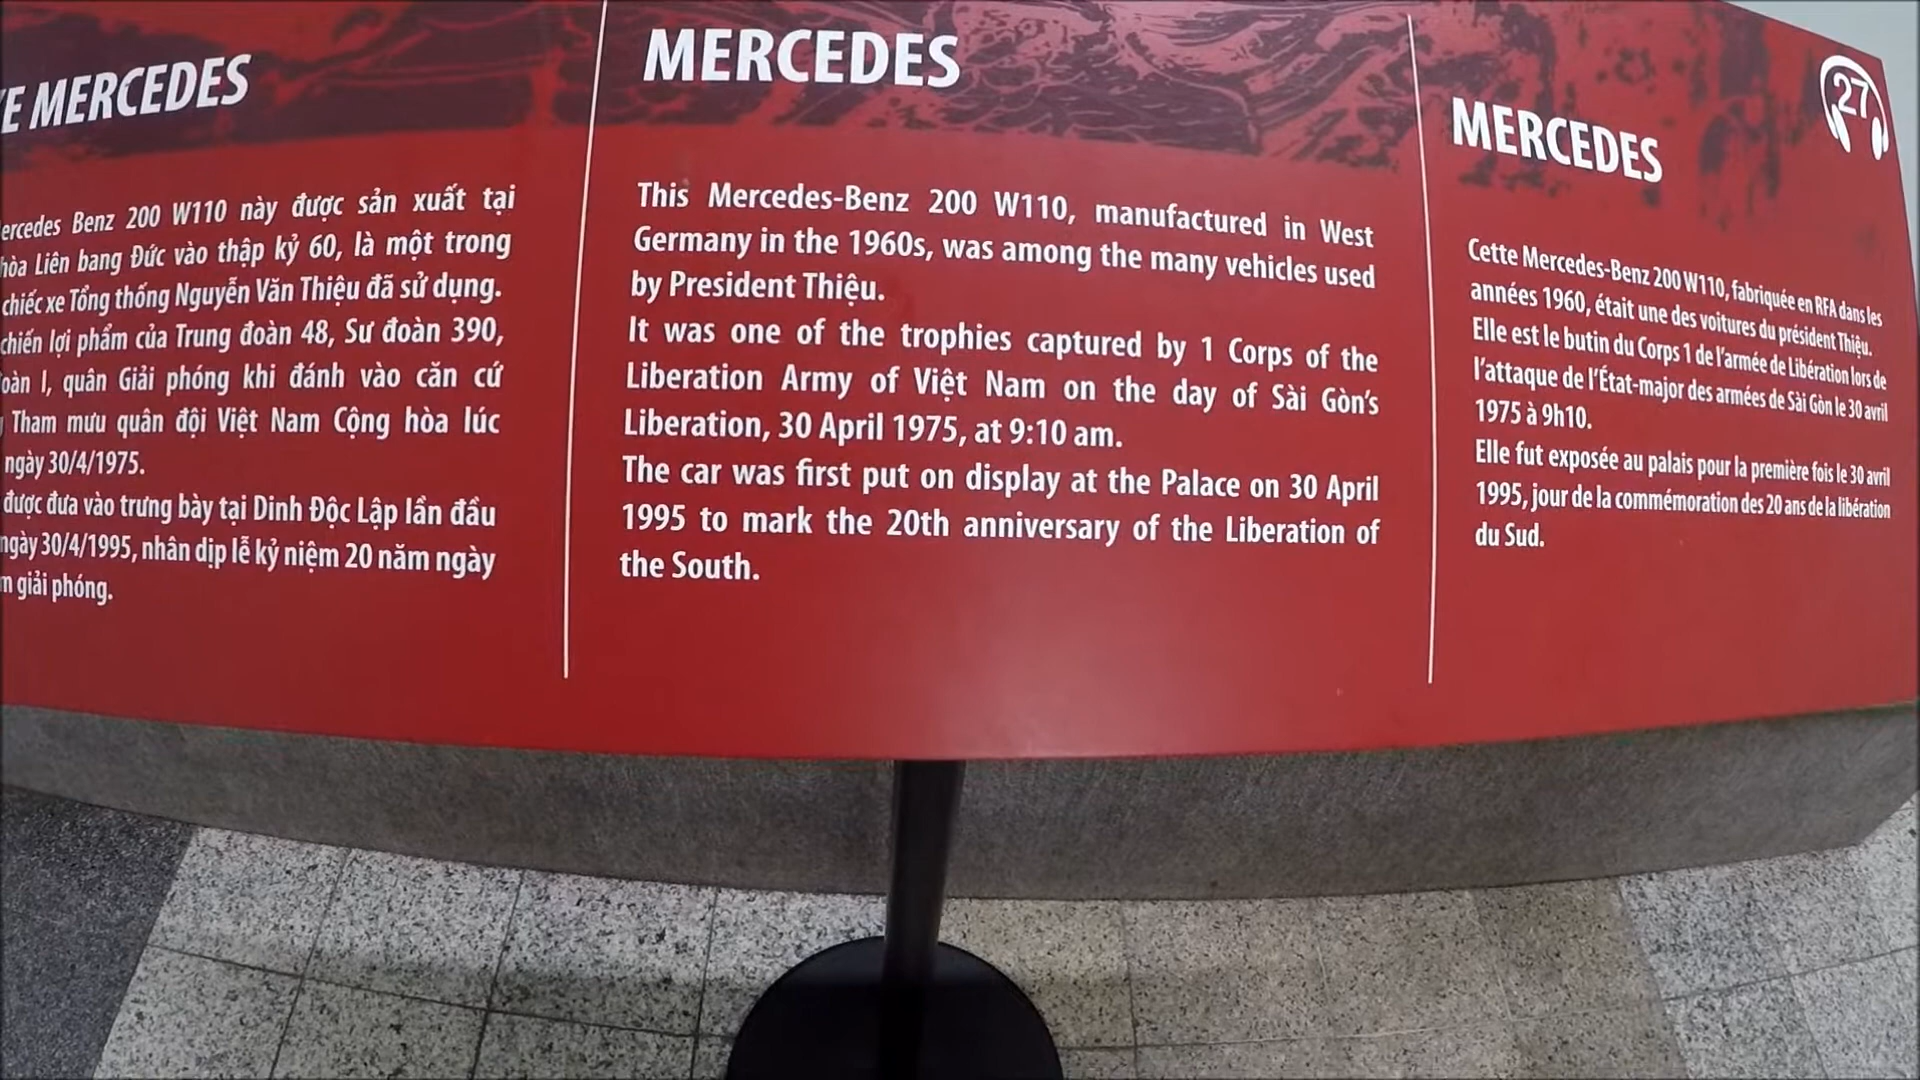 MERCEDES
ercedes Benz 200 W110 này được sản xuất tại
hòa Liên bang Đức vào thập kỷ 60, là một trong
chiếc xe Tổng thống Nguyễn Văn Thiệu đã sử dụng.
chiến lợi phẩm của Trung đoàn 48, Sư đoàn 390,
oàn I, quân Giải phóng khi đánh vào căn cứ
Tham mưu quân đội Việt Nam Cộng hòa lúc
ngày 30/4/1975.
được đưa vào trưng bày tại Dinh Độc Lập lần đầu
ngày 30/4/1995, nhân dịp lễ kỷ niệm 20 năm ngày
m giải phóng.
MERCEDES
This Mercedes-Benz 200 W110, manufactured in West
Germany in the 1960s, was among the many vehicles used
by President Thiệu.
It was one of the trophies captured by 1 Corps of the
Liberation Army of Việt Nam on the day of Sài Gòn's
Liberation, 30 April 1975, at 9:10 am.
The car was first put on display at the Palace on 30 April
1995 to mark the 20th anniversary of the Liberation of
the South.
27
MERCEDES
Cette Mercedes-Benz 200 W110, fabriquée en RFA dans les
années 1960, était une des voitures du président Thiệu.
Elle est le butin du Corps 1 de l'armée de Libération lors de
l'attaque de l'État-major des armées de Sài Gòn le 30 avril
1975 à 9h10.
Elle fut exposée au palais pour la première fois le 30 avril
1995, jour de la commémoration des 20 ans de la libération
du Sud.